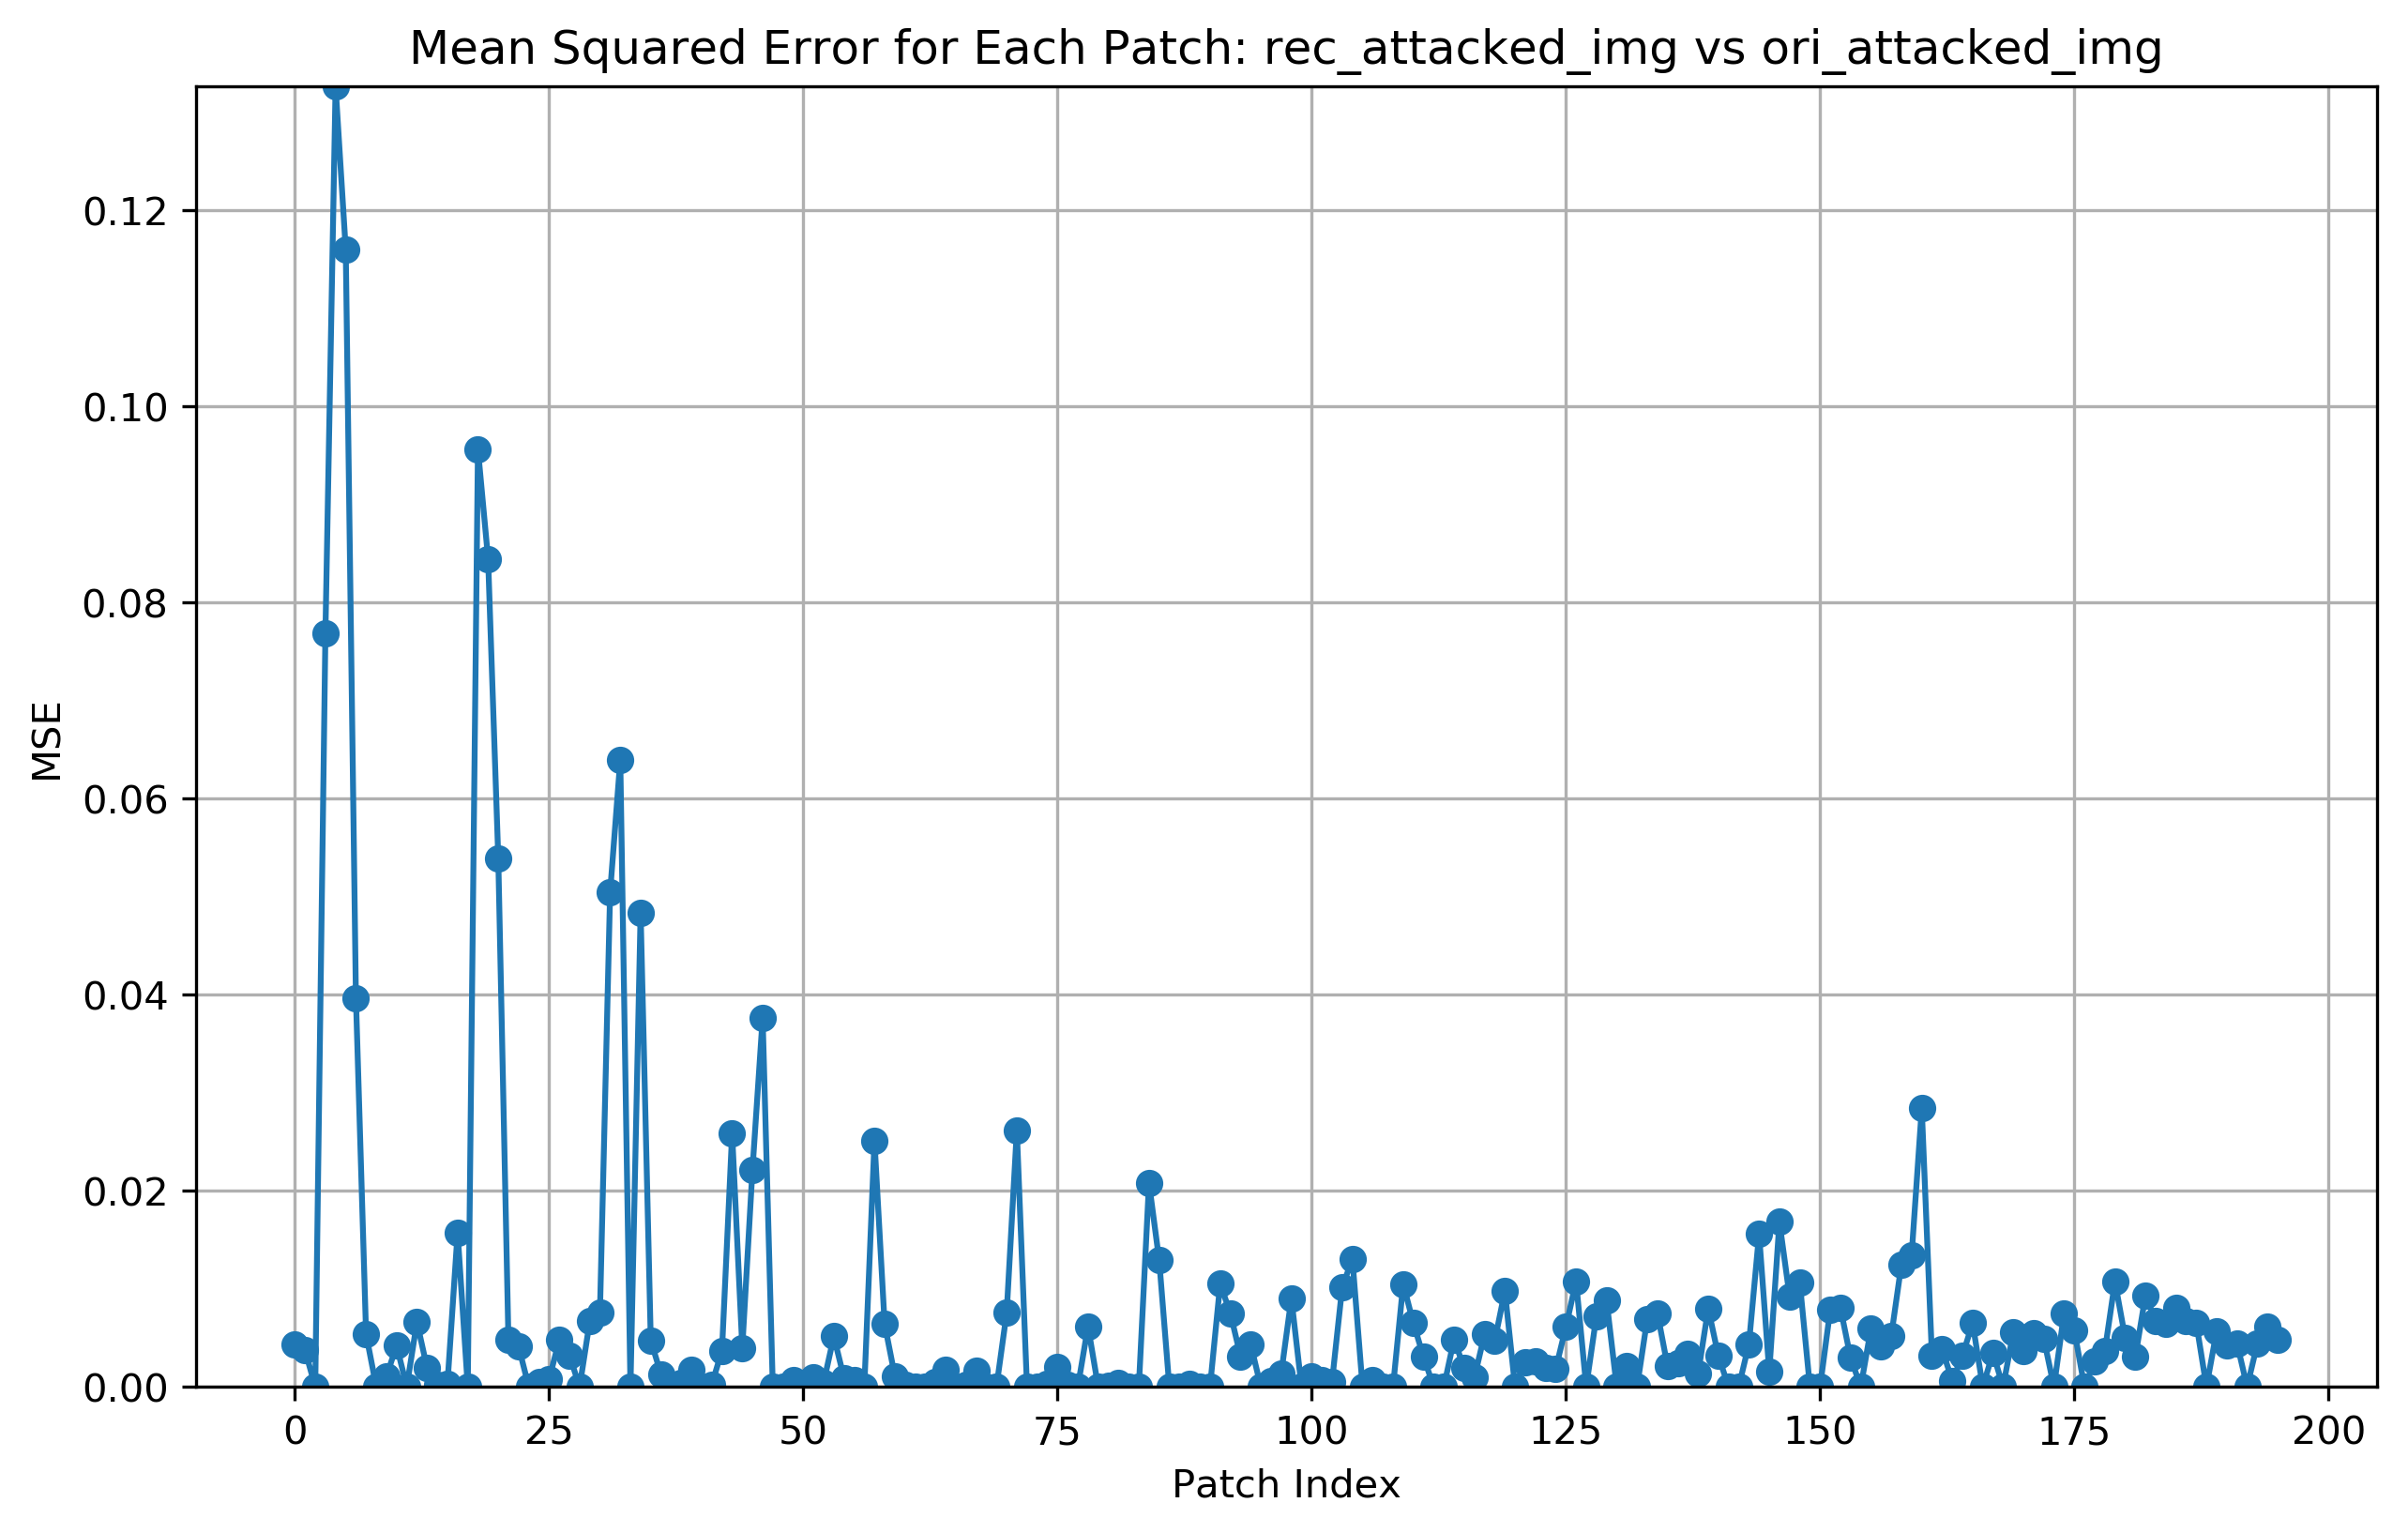 Mean Squared Error for Each Patch: rec_attacked_img vs ori_attacked_img
0.12
0.10
0.08
0.06
0.04
0.02
0.00
MSE
0 25 50 75 100 125 150 175 200
Patch Index